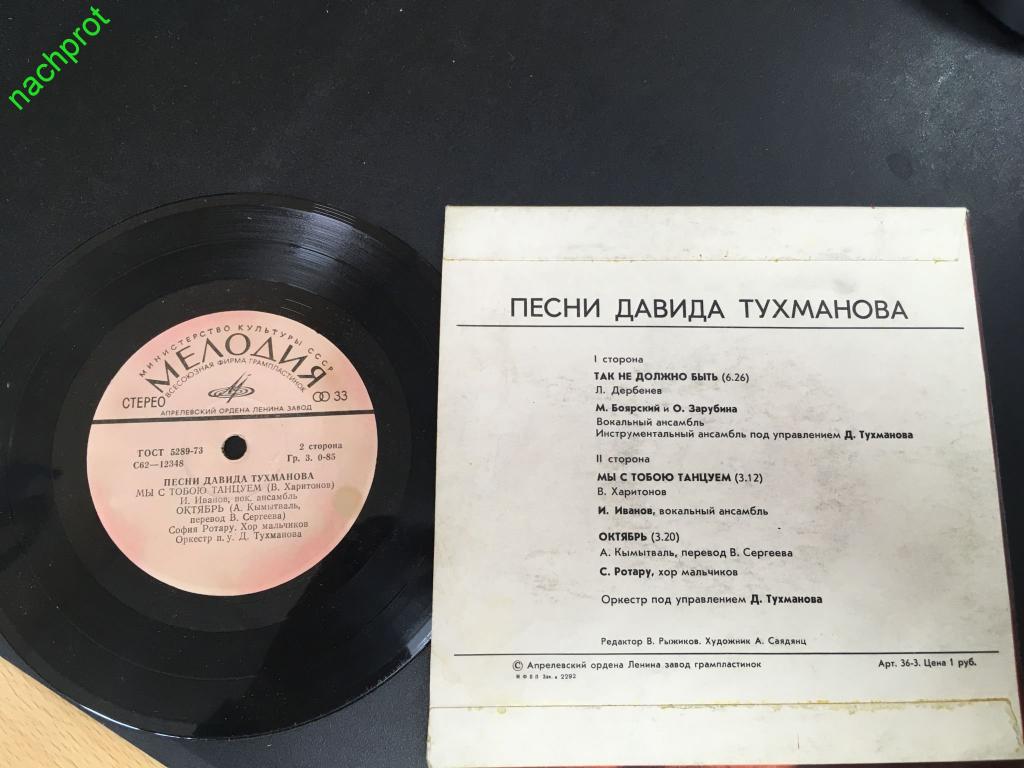 nachprot
МИНИСТЕРСТВО КУЛЬТУРЫ СССР
МЕЛОДИЯ
ВСЕСОЮЗНАЯ ФИРМА ГРАМПЛАСТИНОК
СТЕРЕО 33
АПРЕЛЕВСКИЙ ОРДЕНА ЛЕНИНА ЗАВОД
ГОСТ 5289-73 2 сторона
С62—12348 Гр. 3. 0-85
ПЕСНИ ДАВИДА ТУХМАНОВА
МЫ С ТОБОЮ ТАНЦУЕМ (В. Харитонов)
И. Иванов, вок. ансамбль
ОКТЯБРЬ (А. Кымытваль,
перевод В. Сергеева)
София Ротару. Хор мальчиков
Оркестр п. у. Д. Тухманова
ПЕСНИ ДАВИДА ТУХМАНОВА
I сторона
ТАК НЕ ДОЛЖНО БЫТЬ (6.26)
Л. Дербенев
М. Боярский и О. Зарубина
Вокальный ансамбль
Инструментальный ансамбль под управлением Д. Тухманова
II сторона
МЫ С ТОБОЮ ТАНЦУЕМ (3.12)
В. Харитонов
И. Иванов, вокальный ансамбль
ОКТЯБРЬ (3.20)
А. Кымытваль, перевод В. Сергеева
С. Ротару, хор мальчиков
Оркестр под управлением Д. Тухманова
Редактор В. Рыжиков. Художник А. Саядянц
© Апрелевский ордена Ленина завод грампластинок Арт. 36-3. Цена 1 руб.
2292